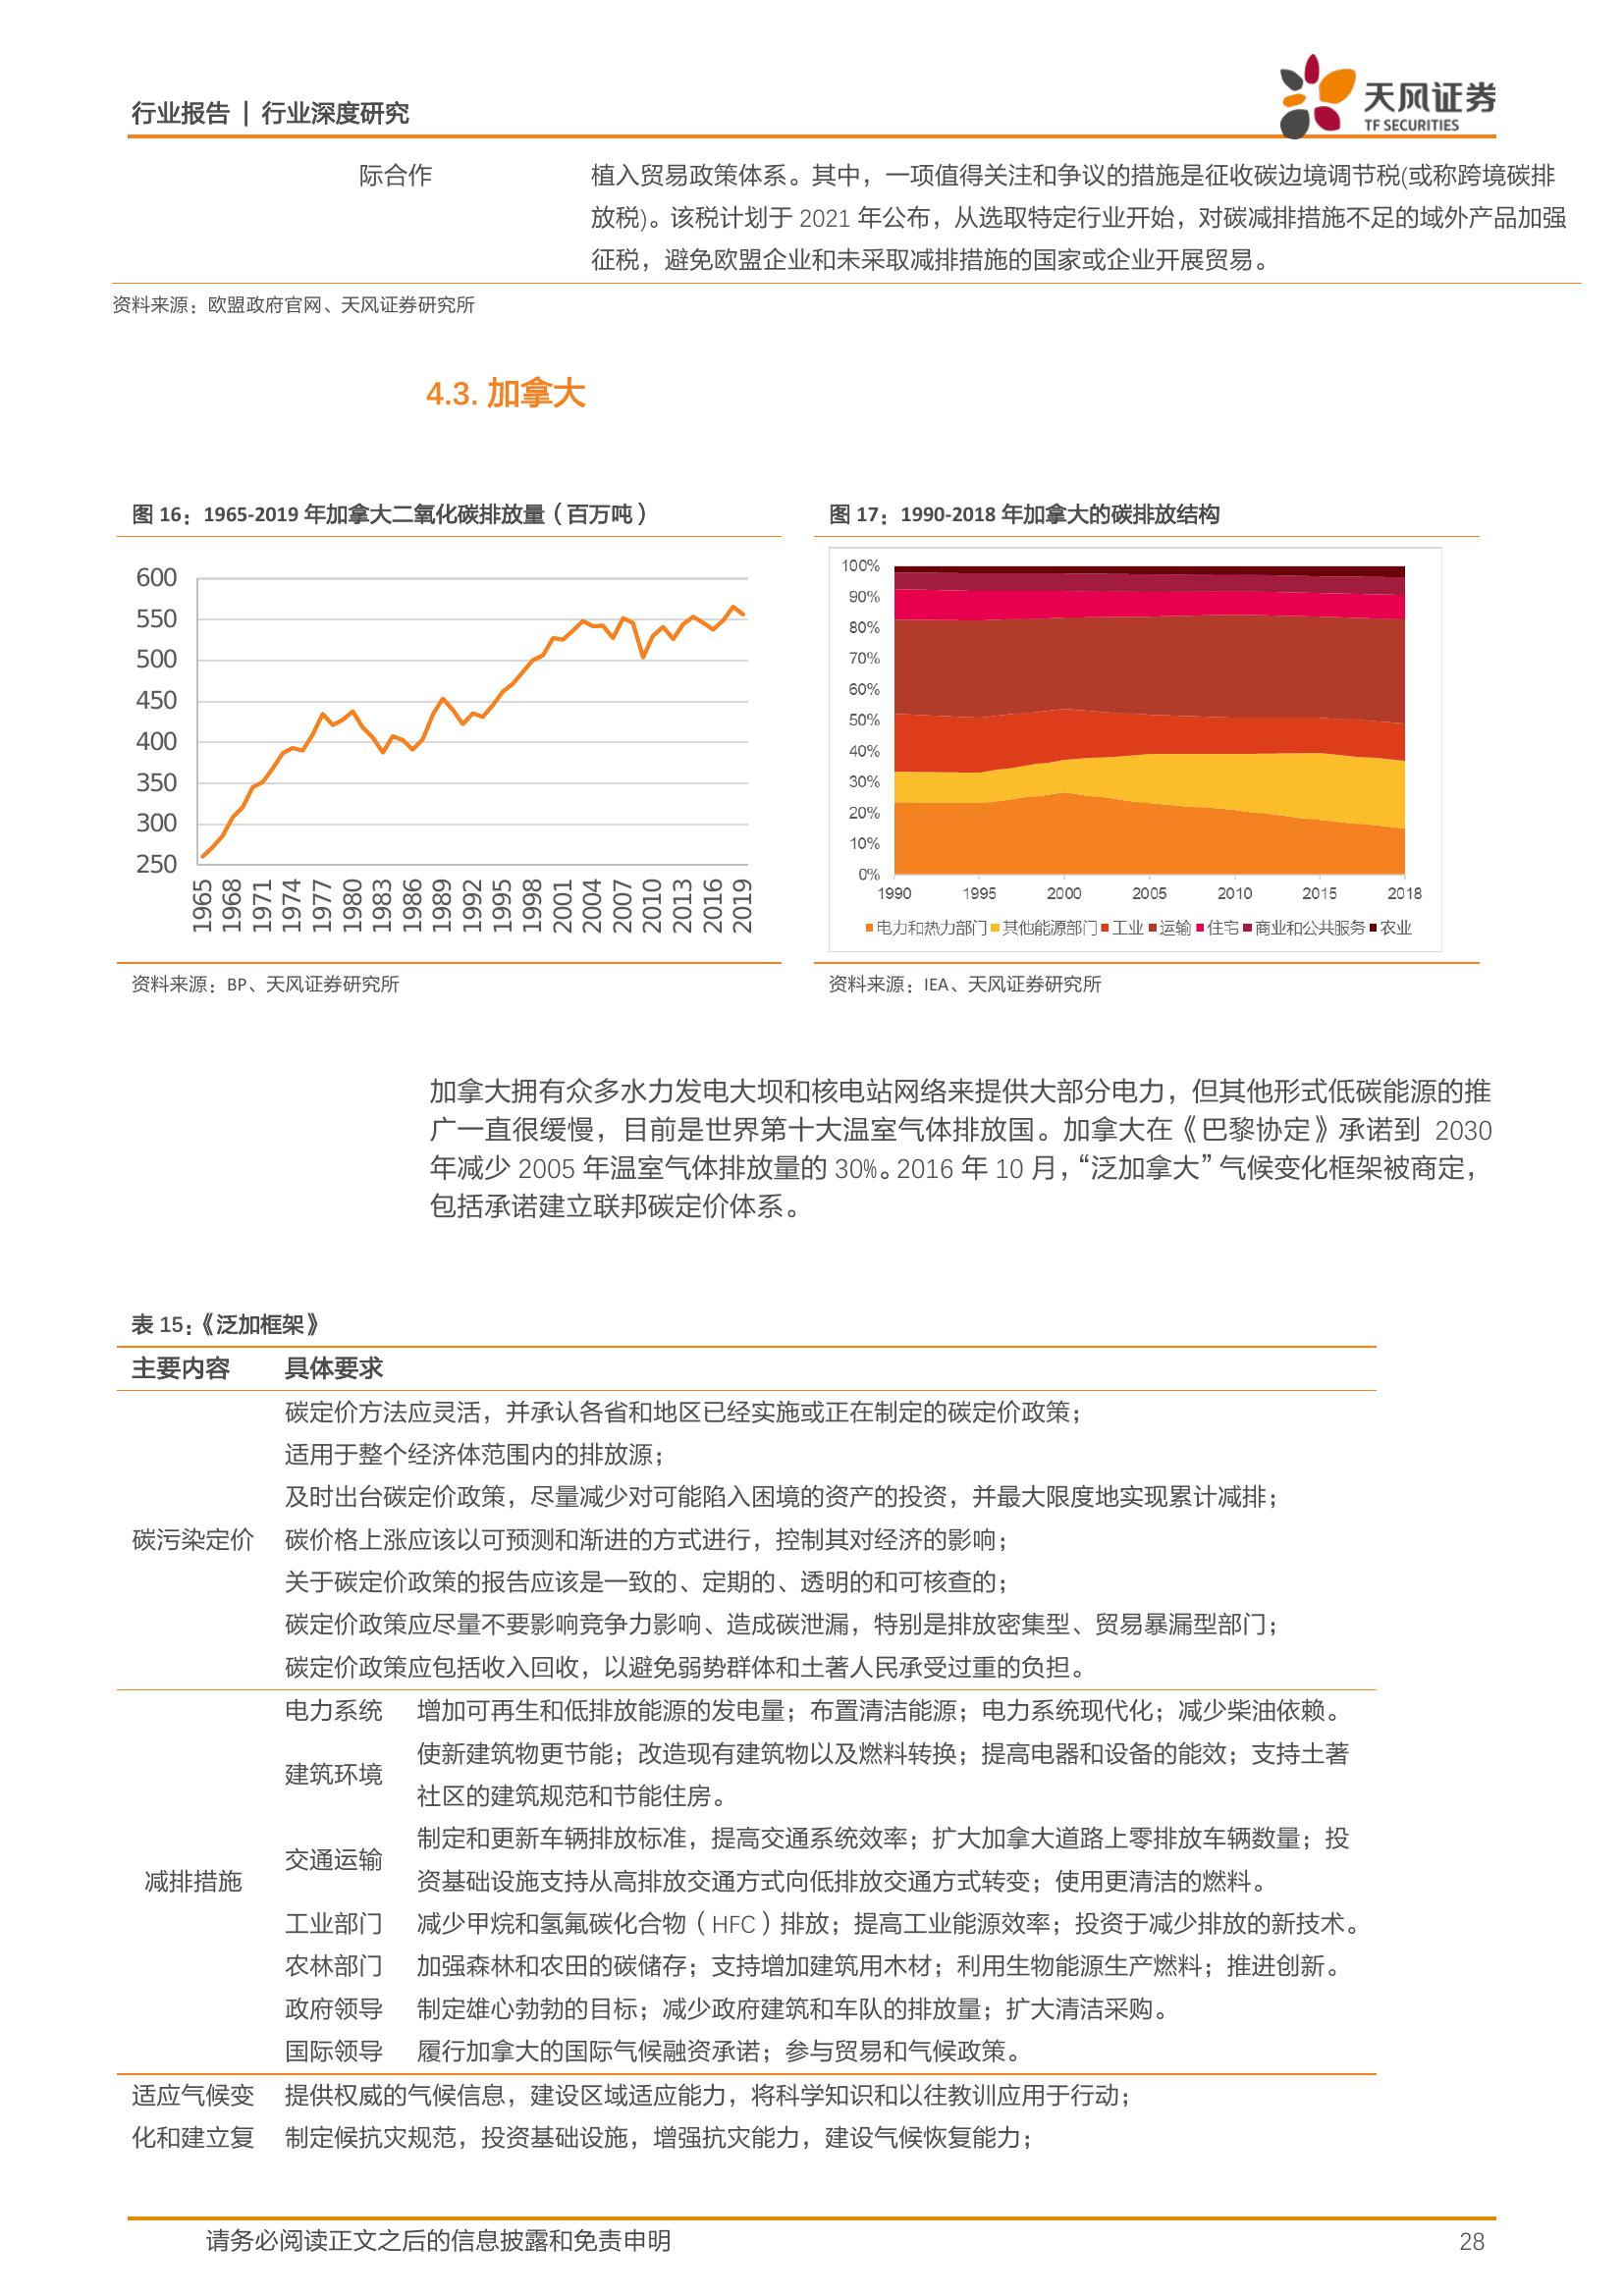 行业报告 | 行业深度研究
天风证券
TF SECURITIES
际合作
植入贸易政策体系。其中，一项值得关注和争议的措施是征收碳边境调节税(或称跨境碳排
放税)。该税计划于 2021 年公布，从选取特定行业开始，对碳减排措施不足的域外产品加强
征税，避免欧盟企业和未采取减排措施的国家或企业开展贸易。
资料来源：欧盟政府官网、天风证券研究所
4.3. 加拿大
图 16：1965-2019 年加拿大二氧化碳排放量（百万吨）
600
550
500
450
400
350
300
250
1965 1968 1971 1974 1977 1980 1983 1986 1989 1992 1995 1998 2001 2004 2007 2010 2013 2016 2019
资料来源：BP、天风证券研究所
图 17：1990-2018 年加拿大的碳排放结构
100%
90%
80%
70%
60%
50%
40%
30%
20%
10%
0%
1990 1995 2000 2005 2010 2015 2018
电力和热力部门 其他能源部门 工业 运输 住宅 商业和公共服务 农业
资料来源：IEA、天风证券研究所
加拿大拥有众多水力发电大坝和核电站网络来提供大部分电力，但其他形式低碳能源的推
广一直很缓慢，目前是世界第十大温室气体排放国。加拿大在《巴黎协定》承诺到 2030
年减少 2005 年温室气体排放量的 30%。2016 年 10 月，“泛加拿大”气候变化框架被商定，
包括承诺建立联邦碳定价体系。
表 15：《泛加框架》
主要内容 具体要求
碳定价方法应灵活，并承认各省和地区已经实施或正在制定的碳定价政策；
适用于整个经济体范围内的排放源；
及时出台碳定价政策，尽量减少对可能陷入困境的资产的投资，并最大限度地实现累计减排；
碳污染定价 碳价格上涨应该以可预测和渐进的方式进行，控制其对经济的影响；
关于碳定价政策的报告应该是一致的、定期的、透明的和可核查的；
碳定价政策应尽量不要影响竞争力影响、造成碳泄漏，特别是排放密集型、贸易暴漏型部门；
碳定价政策应包括收入回收，以避免弱势群体和土著人民承受过重的负担。
减排措施
电力系统 增加可再生和低排放能源的发电量；布置清洁能源；电力系统现代化；减少柴油依赖。
建筑环境 使新建筑物更节能；改造现有建筑物以及燃料转换；提高电器和设备的能效；支持土著
社区的建筑规范和节能住房。
交通运输 制定和更新车辆排放标准，提高交通系统效率；扩大加拿大道路上零排放车辆数量；投
资基础设施支持从高排放交通方式向低排放交通方式转变；使用更清洁的燃料。
工业部门 减少甲烷和氢氟碳化合物（HFC）排放；提高工业能源效率；投资于减少排放的新技术。
农林部门 加强森林和农田的碳储存；支持增加建筑用木材；利用生物能源生产燃料；推进创新。
政府领导 制定雄心勃勃的目标；减少政府建筑和车队的排放量；扩大清洁采购。
国际领导 履行加拿大的国际气候融资承诺；参与贸易和气候政策。
适应气候变 提供权威的气候信息，建设区域适应能力，将科学知识和以往教训应用于行动；
化和建立复 制定候抗灾规范，投资基础设施，增强抗灾能力，建设气候恢复能力；
请务必阅读正文之后的信息披露和免责申明
28